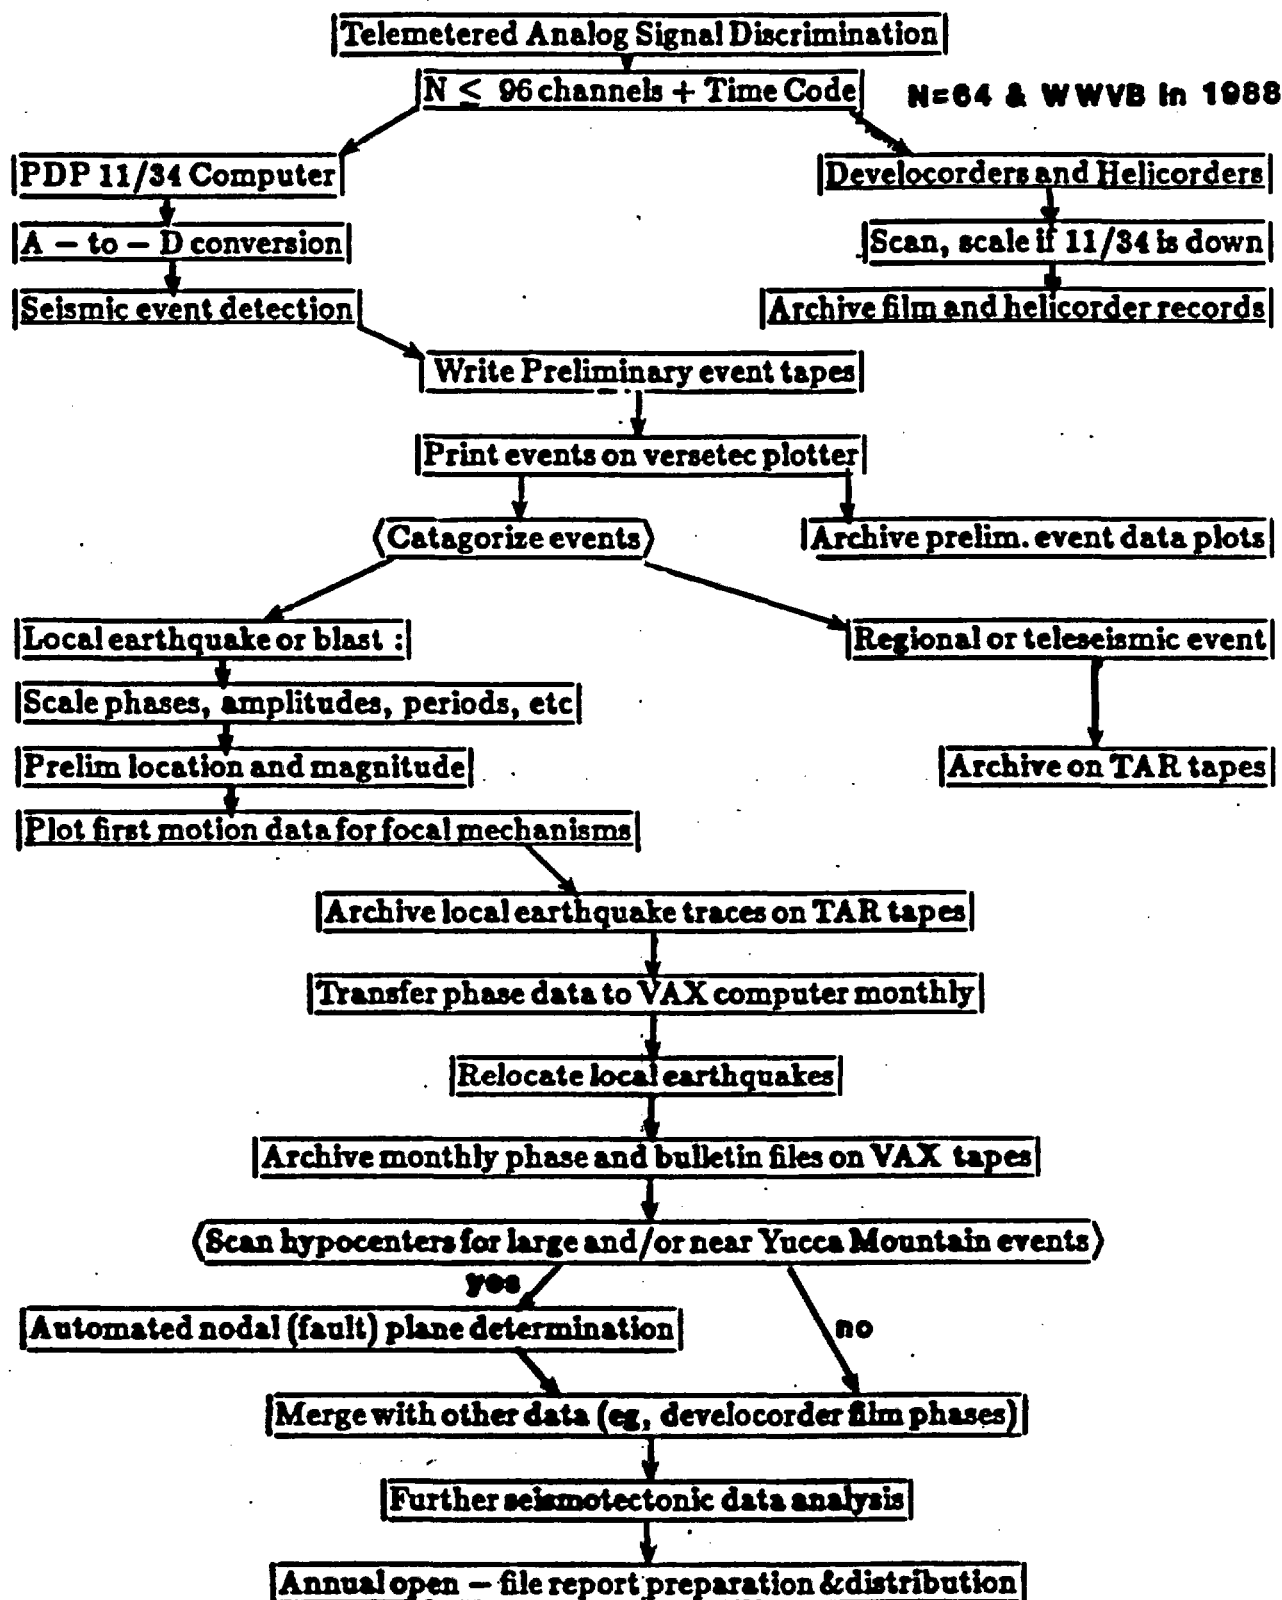 Telemetered Analog Signal Discrimination
N ≤ 96 channels + Time Code
N=64 & WWVB in 1988
PDP 11/34 Computer
Develocorders and Helicorders
A – to – D conversion
Scan, scale if 11/34 is down
Seismic event detection
Archive film and helicorder records
Write Preliminary event tapes
Print events on versetec plotter
Catagorize events
Archive prelim. event data plots
Local earthquake or blast :
Regional or teleseismic event
Scale phases, amplitudes, periods, etc
Prelim location and magnitude
Archive on TAR tapes
Plot first motion data for focal mechanisms
Archive local earthquake traces on TAR tapes
Transfer phase data to VAX computer monthly
Relocate local earthquakes
Archive monthly phase and bulletin files on VAX tapes
Scan hypocenters for large and/or near Yucca Mountain events
yes
Automated nodal (fault) plane determination
no
Merge with other data (eg, develocorder film phases)
Further seismotectonic data analysis
Annual open – file report preparation & distribution